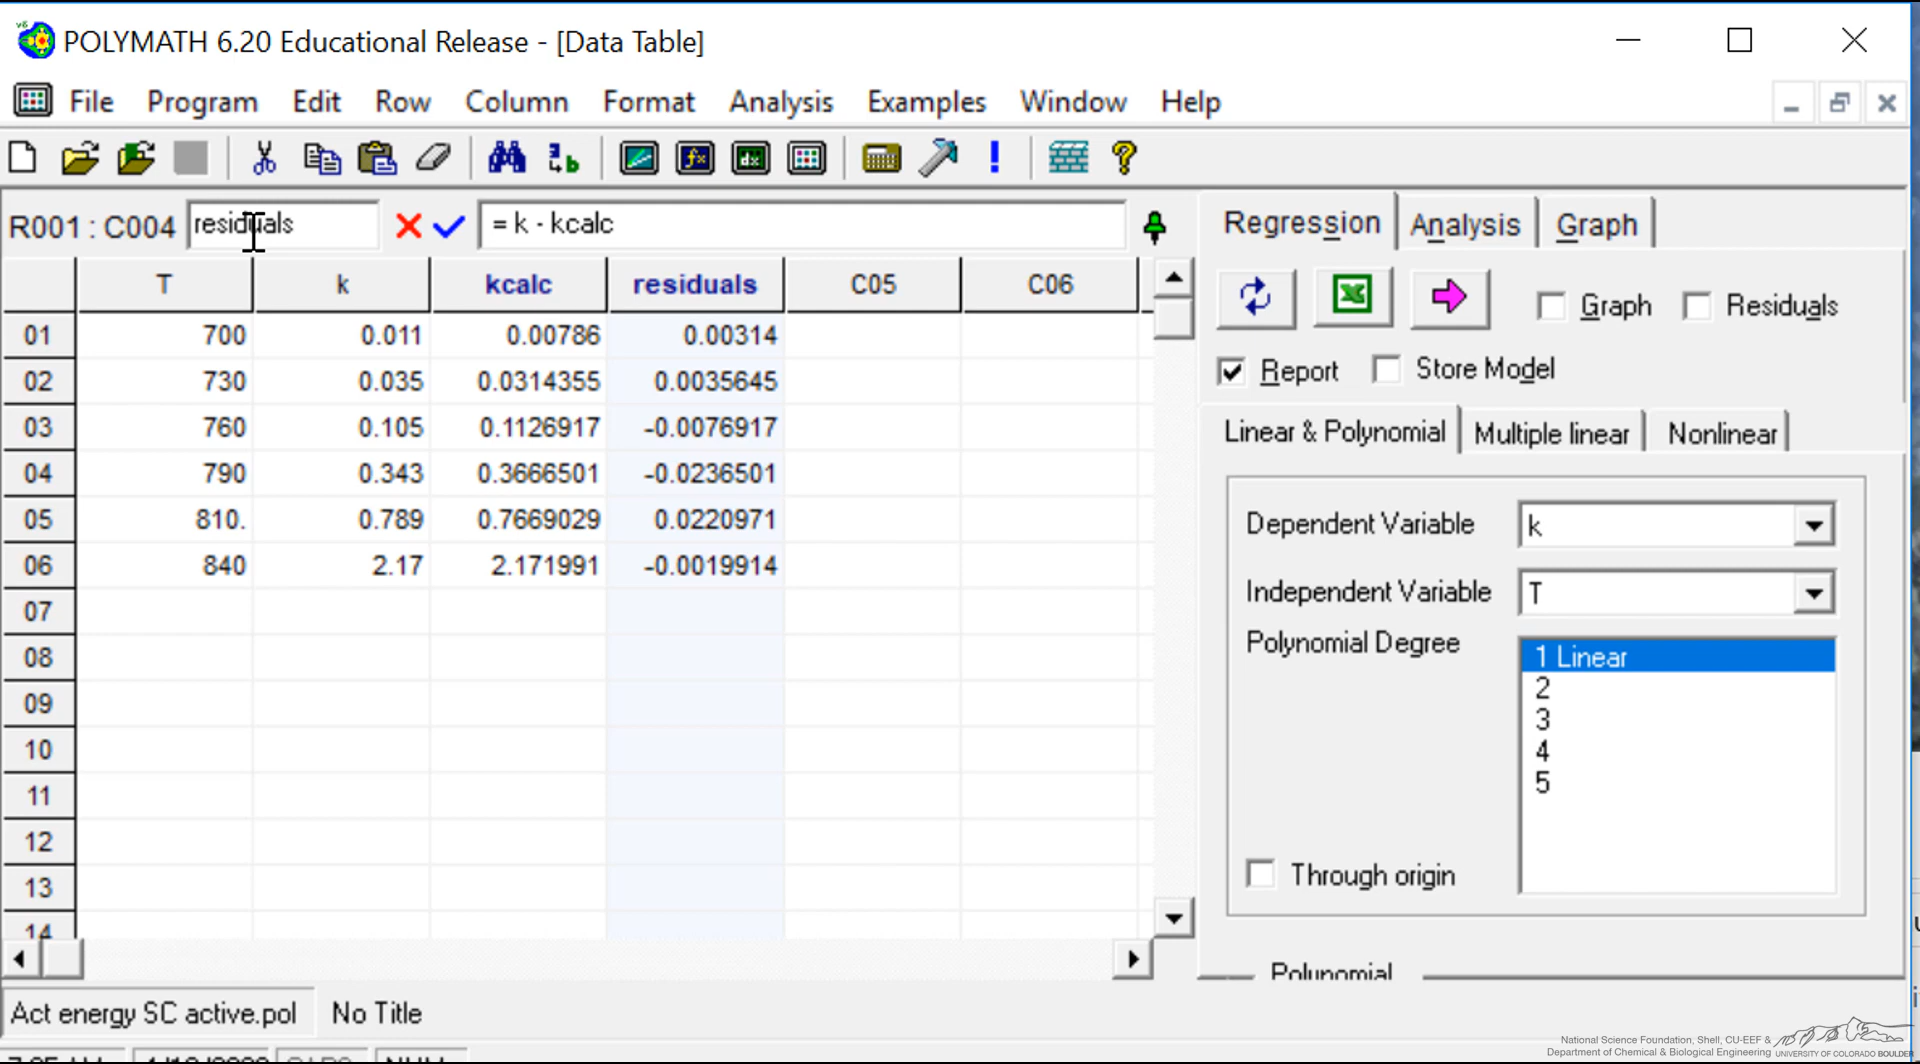 POLYMATH 6.20 Educational Release - [Data Table]
File Program Edit Row Column Format Analysis Examples Window Help
R001 : C004 residuals = k - kcalc
Regression Analysis Graph
T k kcalc residuals C05 C06
Graph Residuals
01 700 0.011 0.00786 0.00314
02 730 0.035 0.0314355 0.0035645
03 760 0.105 0.1126917 -0.0076917
04 790 0.343 0.3666501 -0.0236501
05 810. 0.789 0.7669029 0.0220971
06 840 2.17 2.171991 -0.0019914
07
08
09
10
11
12
13
14
Report Store Model
Linear & Polynomial Multiple linear Nonlinear
Dependent Variable k
Independent Variable T
Polynomial Degree
1 Linear
2
3
4
5
Through origin
Polynomial
Act energy SC active.pol No Title
National Science Foundation, Shell, CU-EEF &
Department of Chemical & Biological Engineering UNIVERSITY OF COLORADO BOULDER